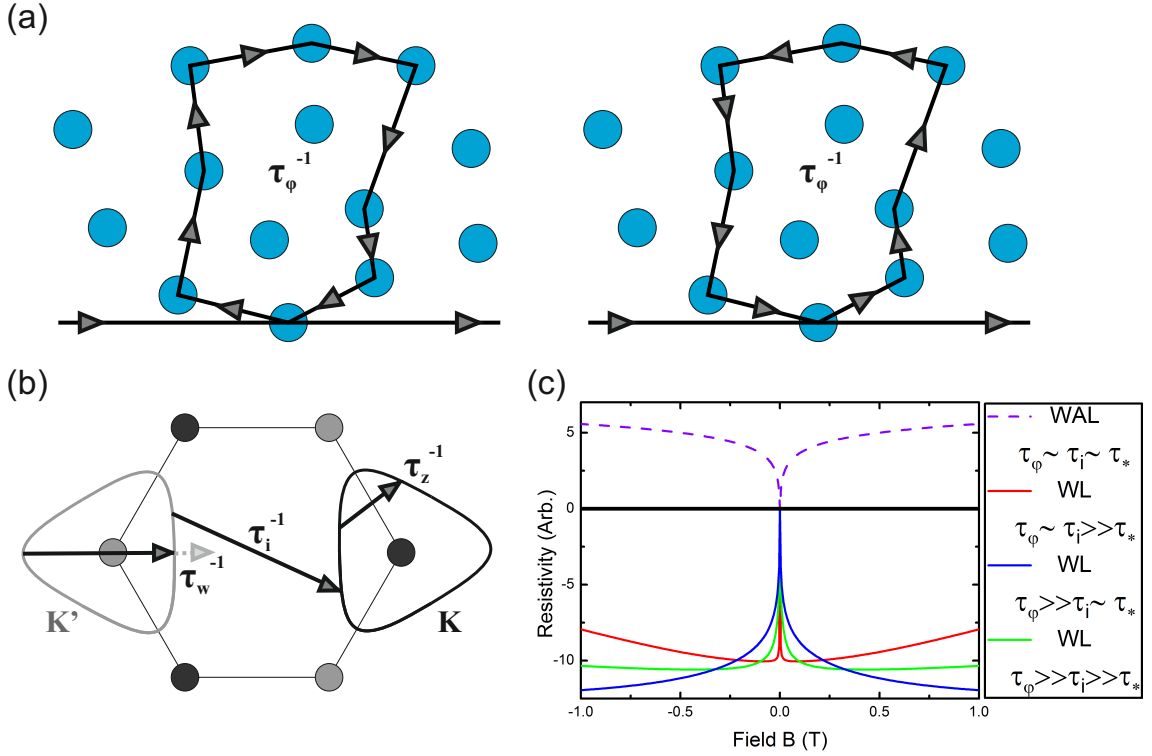 (a)
τφ⁻¹
τφ⁻¹
(b)
τz⁻¹
τi⁻¹
τw⁻¹
K'
K
(c)
Resistivity (Arb.)
5
0
-5
-10
-1.0
-0.5
0.0
0.5
1.0
Field B (T)
WAL
τφ~ τi~ τ*
WL
τφ~ τi>>τ*
WL
τφ>>τi~ τ*
WL
τφ>>τi>>τ*